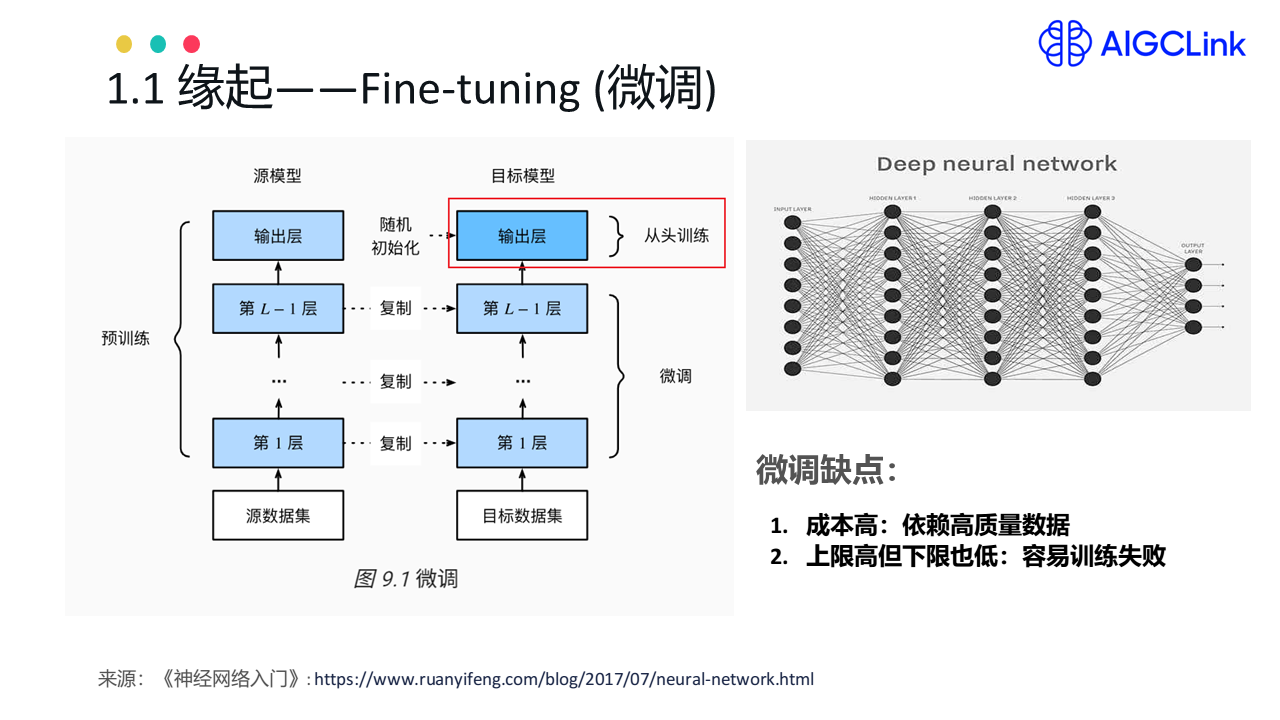 AIGCLink
1.1 缘起——Fine-tuning (微调)
源模型
目标模型
输出层
随机
初始化
输出层
从头训练
第 L – 1 层
复制
第 L – 1 层
预训练
...
复制
...
微调
第 1 层
复制
第 1 层
源数据集
目标数据集
图 9.1 微调
Deep neural network
INPUT LAYER
HIDDEN LAYER 1
HIDDEN LAYER 2
HIDDEN LAYER 3
OUTPUT
LAYER
微调缺点：
1. 成本高：依赖高质量数据
2. 上限高但下限也低：容易训练失败
来源：《神经网络入门》: https://www.ruanyifeng.com/blog/2017/07/neural-network.html